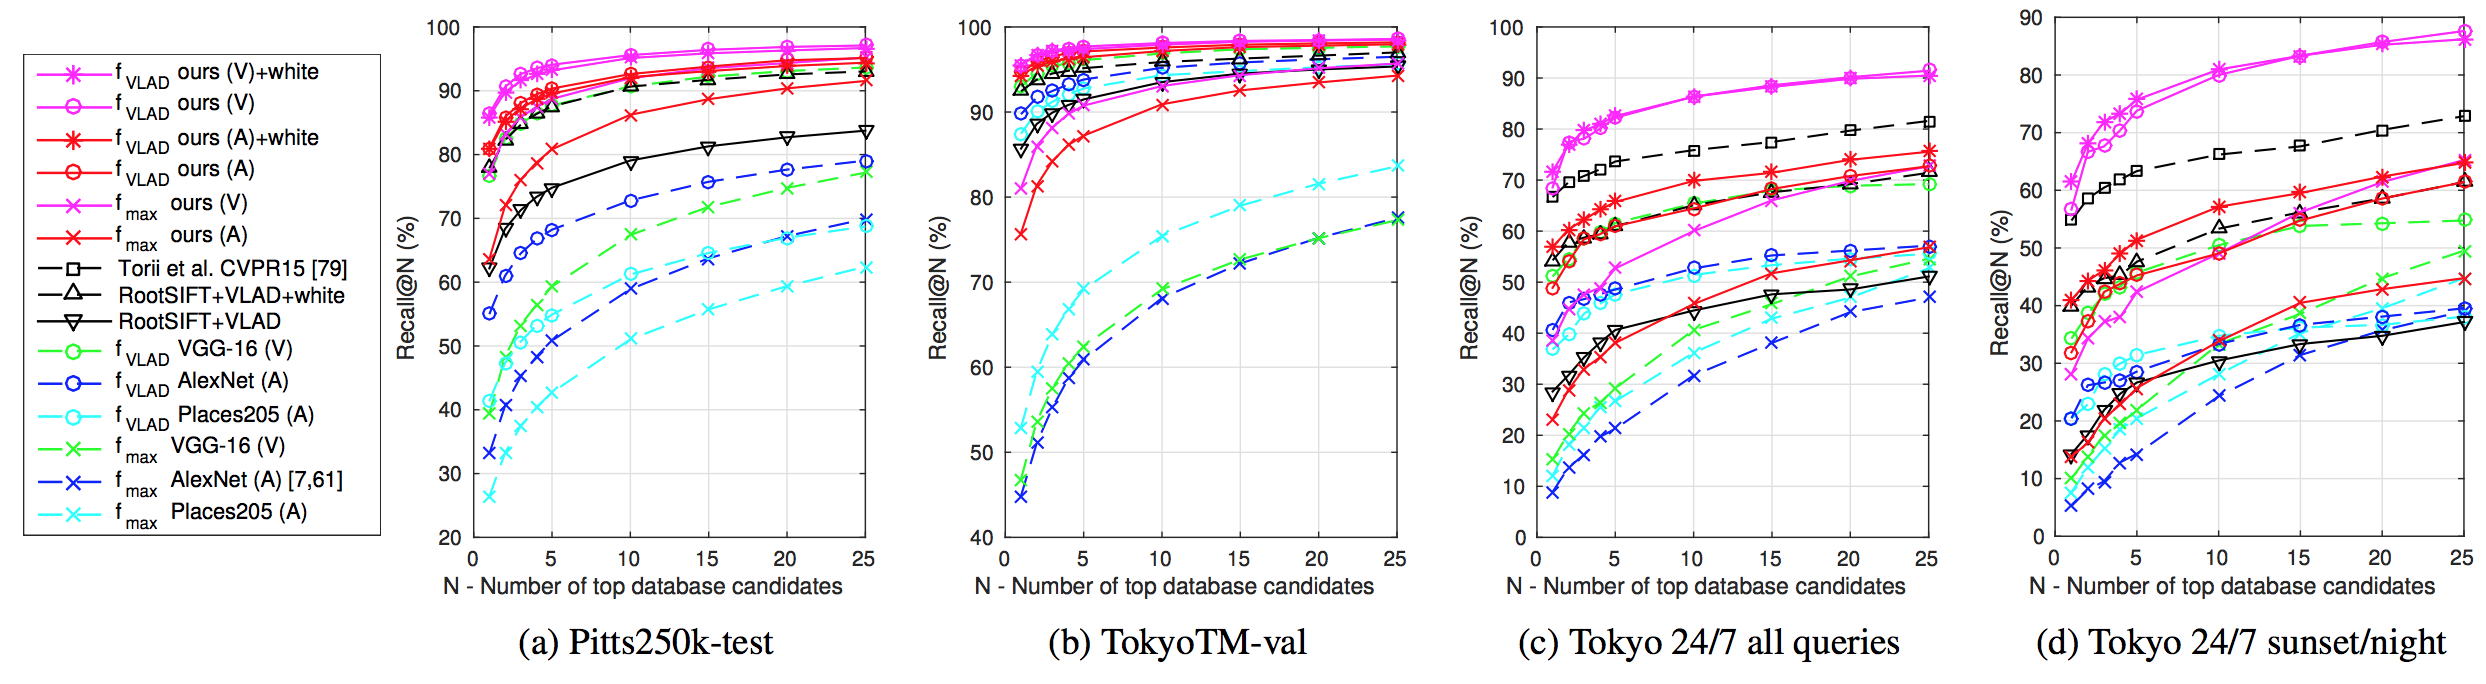 f VLAD ours (V)+white
f VLAD ours (V)
f VLAD ours (A)+white
f VLAD ours (A)
f max ours (V)
f max ours (A)
Torii et al. CVPR15 [79]
RootSIFT+VLAD+white
RootSIFT+VLAD
f VLAD VGG-16 (V)
f VLAD AlexNet (A)
f VLAD Places205 (A)
f max VGG-16 (V)
f max AlexNet (A) [7,61]
f max Places205 (A)
Recall@N (%)
100
90
80
70
60
50
40
30
20
0 5 10 15 20 25
N - Number of top database candidates
(a) Pitts250k-test
Recall@N (%)
100
90
80
70
60
50
40
0 5 10 15 20 25
N - Number of top database candidates
(b) TokyoTM-val
Recall@N (%)
100
90
80
70
60
50
40
30
20
10
0
0 5 10 15 20 25
N - Number of top database candidates
(c) Tokyo 24/7 all queries
Recall@N (%)
90
80
70
60
50
40
30
20
10
0
0 5 10 15 20 25
N - Number of top database candidates
(d) Tokyo 24/7 sunset/night